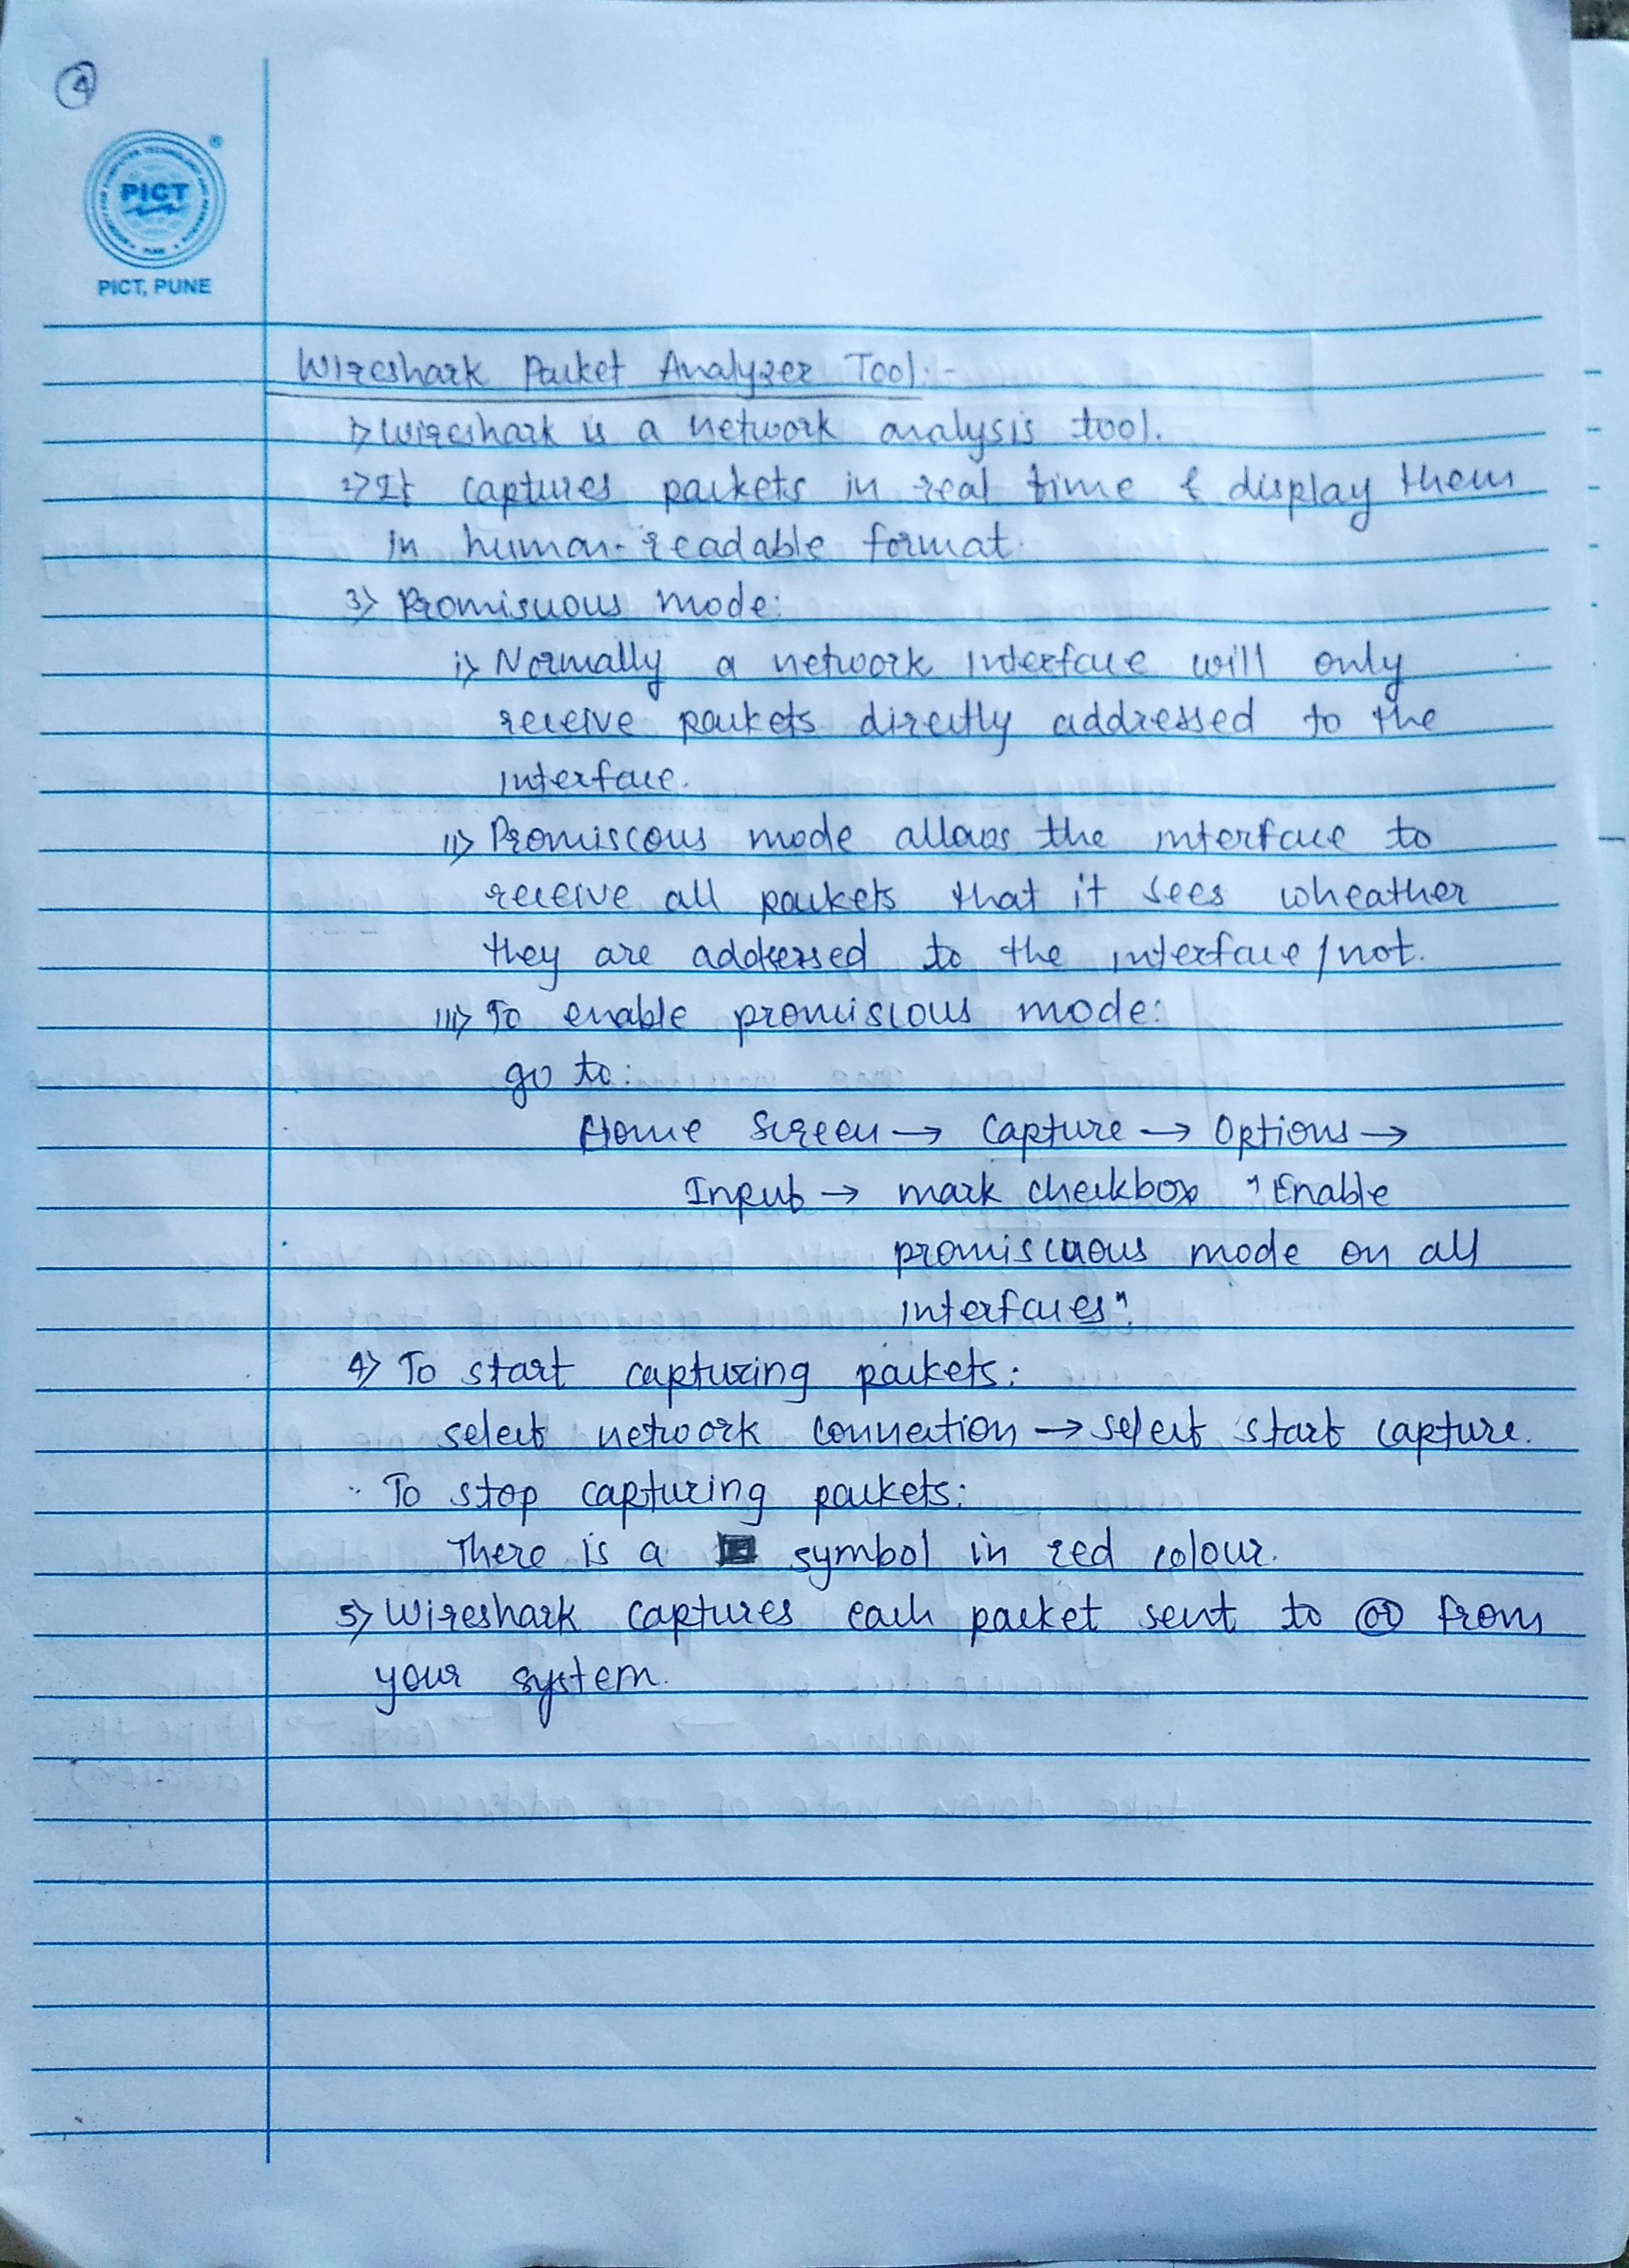 4
PICT
PICT, PUNE
Wireshark Packet Analyzer Tool:-
1> Wireshark is a network analysis tool.
2> It captures packets in real time & display them
in human-readable format.
3> Promisuous mode:
i> Normally a network interface will only
receive packets directly addressed to the
interface.
ii> Promiscous mode allows the interface to
receive all packets that it sees wheather
they are addressed to the interface/not.
iii> To enable promiscious mode:
go to:
Home Screen → Capture → Options →
Input → mark checkbox "Enable
promiscuous mode on all
interfaces".
4> To start capturing packets:
select network connection → select start capture.
To stop capturing packets:
There is a symbol in red colour.
5> Wireshark captures each packet sent to or from
your system.